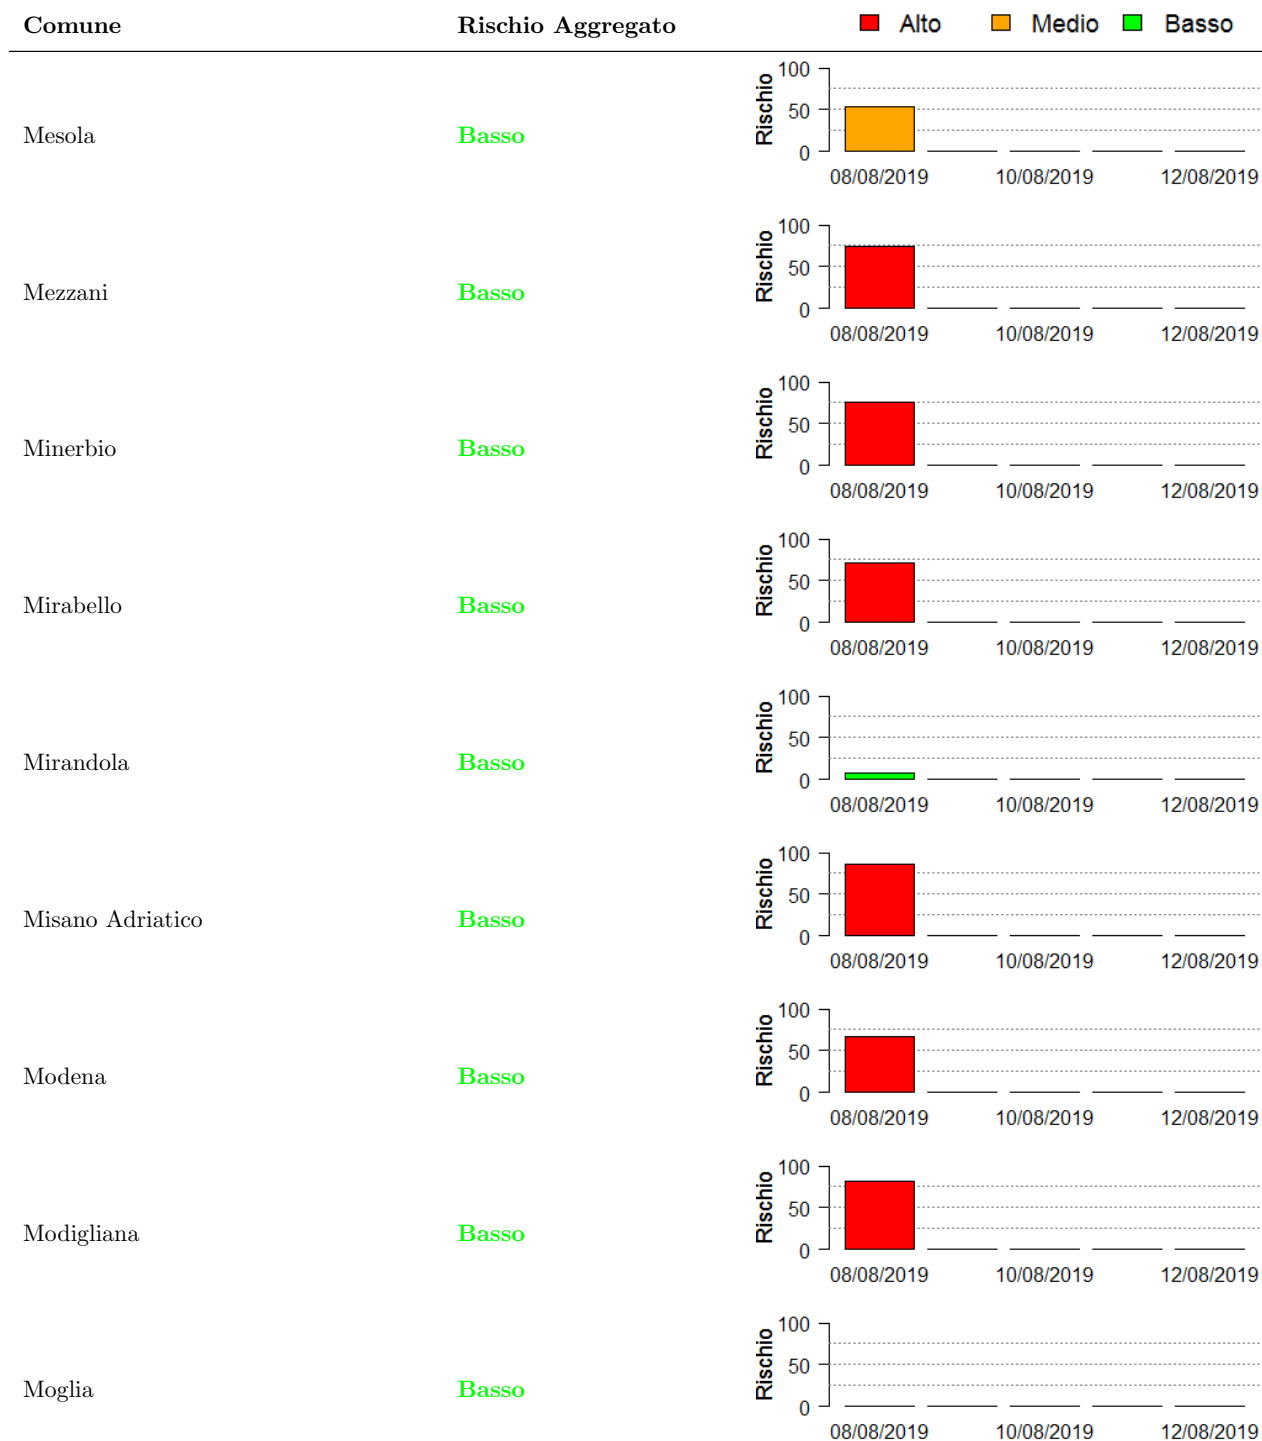 Comune Rischio Aggregato Alto Medio Basso
Mesola Basso Rischio 100 50 0
08/08/2019 10/08/2019 12/08/2019
Mezzani Basso Rischio 100 50 0
08/08/2019 10/08/2019 12/08/2019
Minerbio Basso Rischio 100 50 0
08/08/2019 10/08/2019 12/08/2019
Mirabello Basso Rischio 100 50 0
08/08/2019 10/08/2019 12/08/2019
Mirandola Basso Rischio 100 50 0
08/08/2019 10/08/2019 12/08/2019
Misano Adriatico Basso Rischio 100 50 0
08/08/2019 10/08/2019 12/08/2019
Modena Basso Rischio 100 50 0
08/08/2019 10/08/2019 12/08/2019
Modigliana Basso Rischio 100 50 0
08/08/2019 10/08/2019 12/08/2019
Moglia Basso Rischio 100 50 0
08/08/2019 10/08/2019 12/08/2019